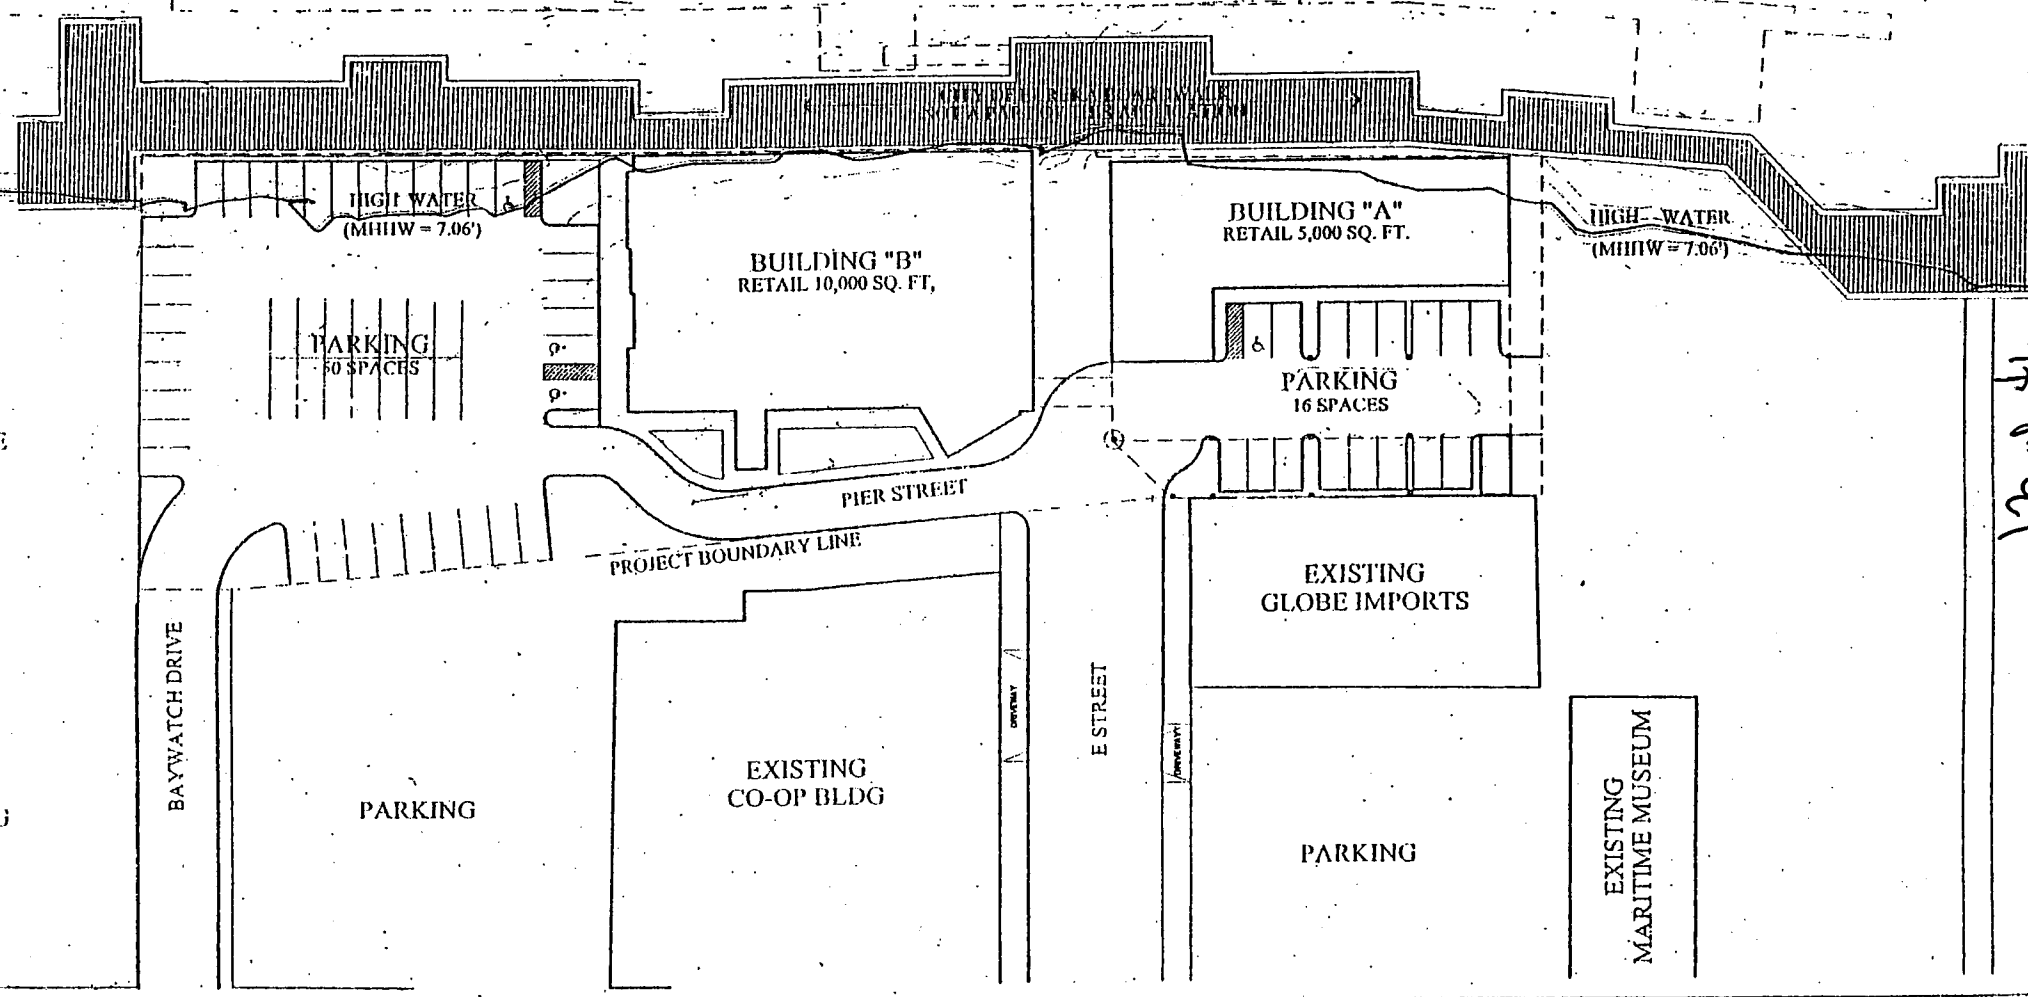 HIGH WATER
(MHHW = 7.06')
BUILDING "B"
RETAIL 10,000 SQ. FT,
BUILDING "A"
RETAIL 5,000 SQ. FT.
HIGH WATER
(MHHW = 7.06')
PARKING
SPACES
PARKING
16 SPACES
PIER STREET
PROJECT BOUNDARY LINE
EXISTING
GLOBE IMPORTS
BAYWATCH DRIVE
DRIVEWAY
E STREET
DRIVEWAY
PARKING
EXISTING
CO-OP BLDG
PARKING
EXISTING
MARITIME MUSEUM